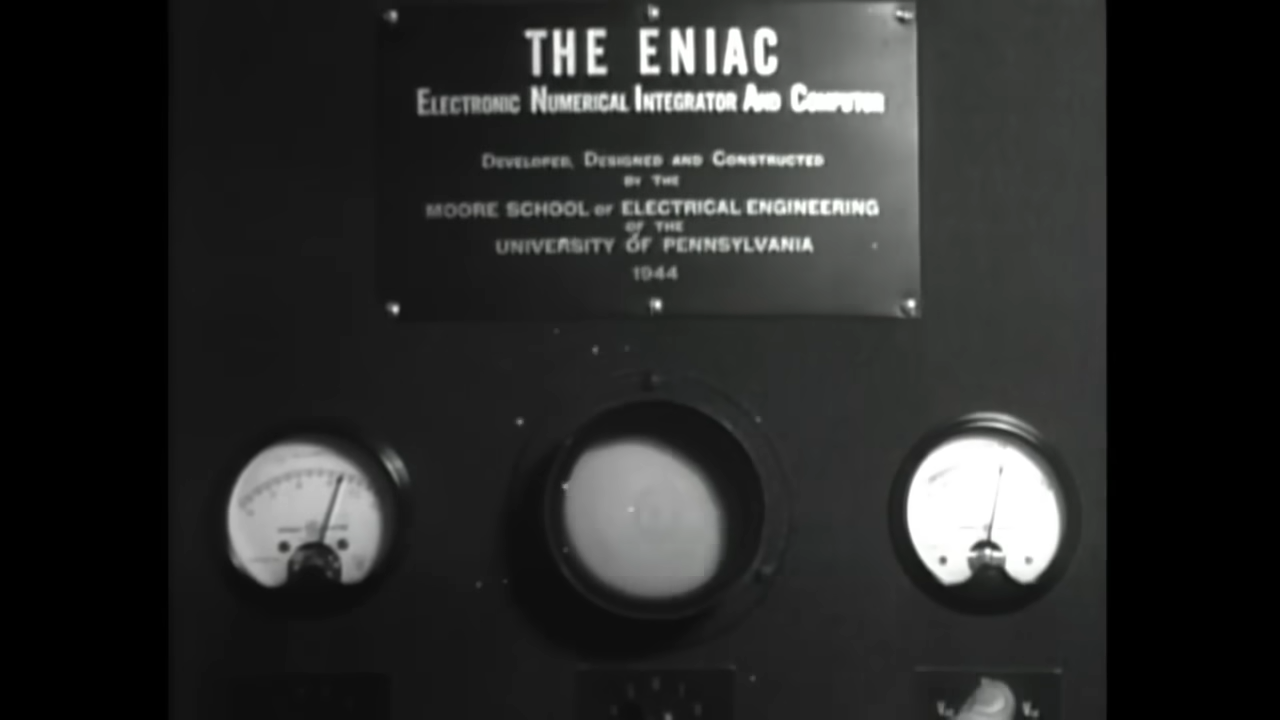 THE ENIAC
ELECTRONIC NUMERICAL INTEGRATOR AND COMPUTOR
DEVELOPED, DESIGNED AND CONSTRUCTED
BY THE
MOORE SCHOOL OF ELECTRICAL ENGINEERING
OF THE
UNIVERSITY OF PENNSYLVANIA
1944